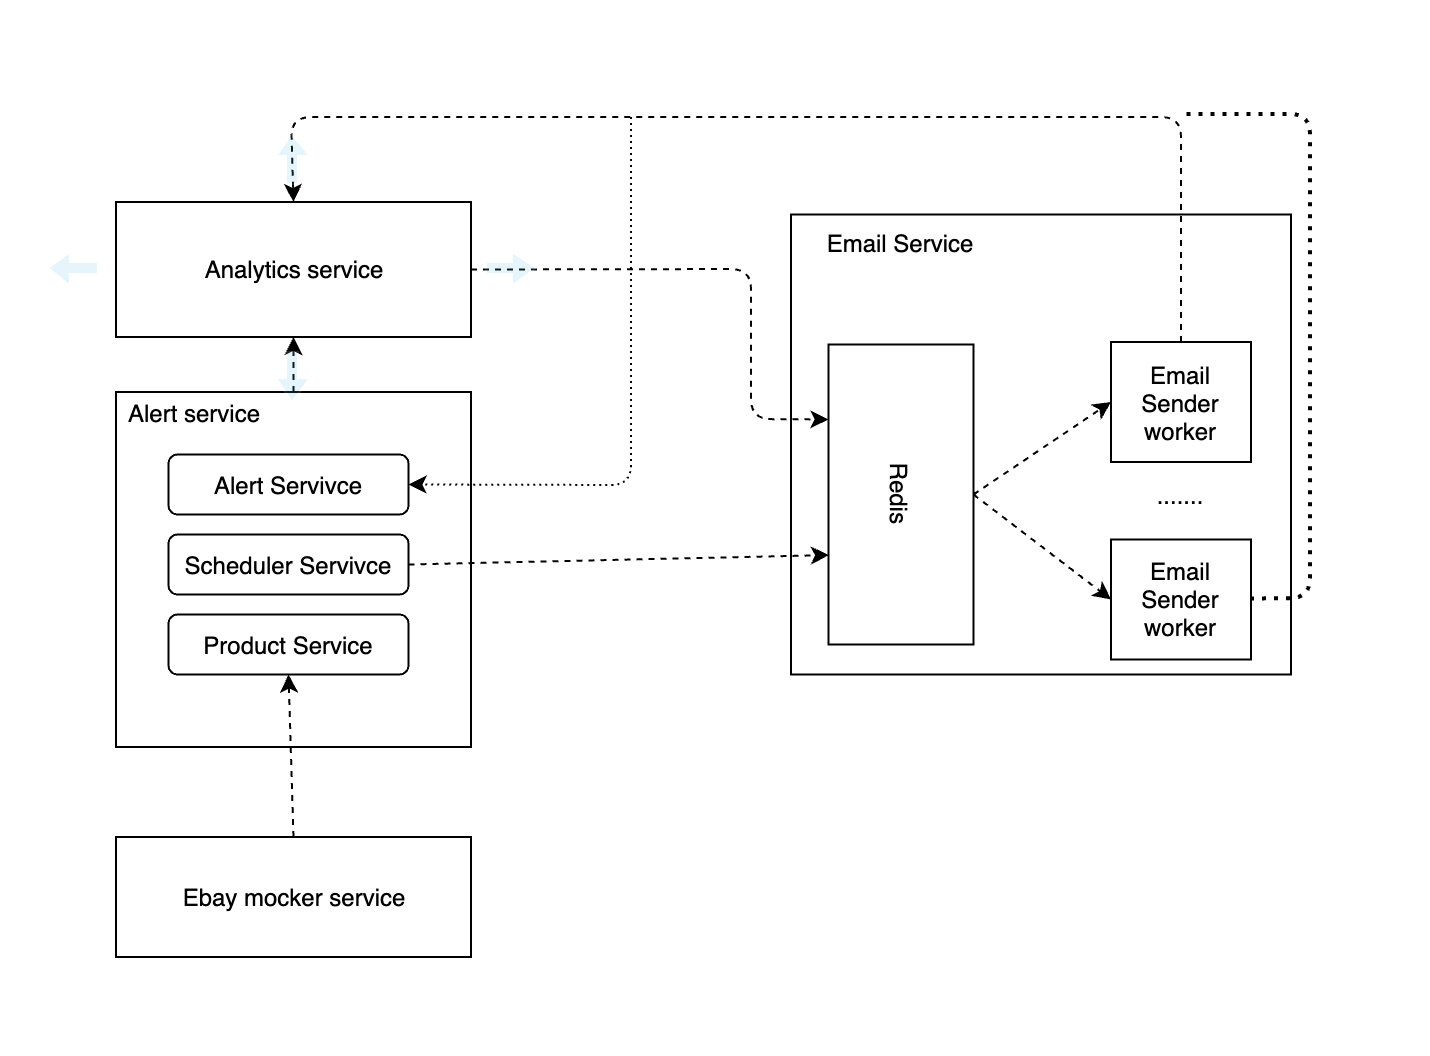 Analytics service
Alert service
Alert Servivce
Scheduler Servivce
Product Service
Ebay mocker service
Email Service
Redis
Email
Sender
worker
.......
Email
Sender
worker